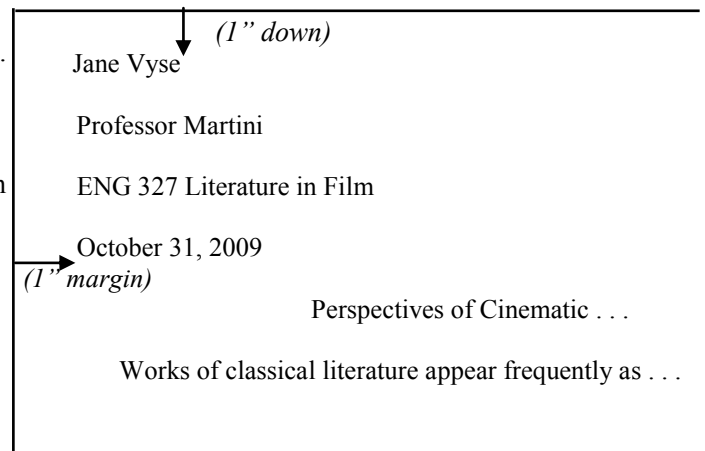 (1” down)
.
Jane Vyse
Professor Martini
n
ENG 327 Literature in Film
October 31, 2009
(1” margin)
Perspectives of Cinematic . . .
Works of classical literature appear frequently as . . .